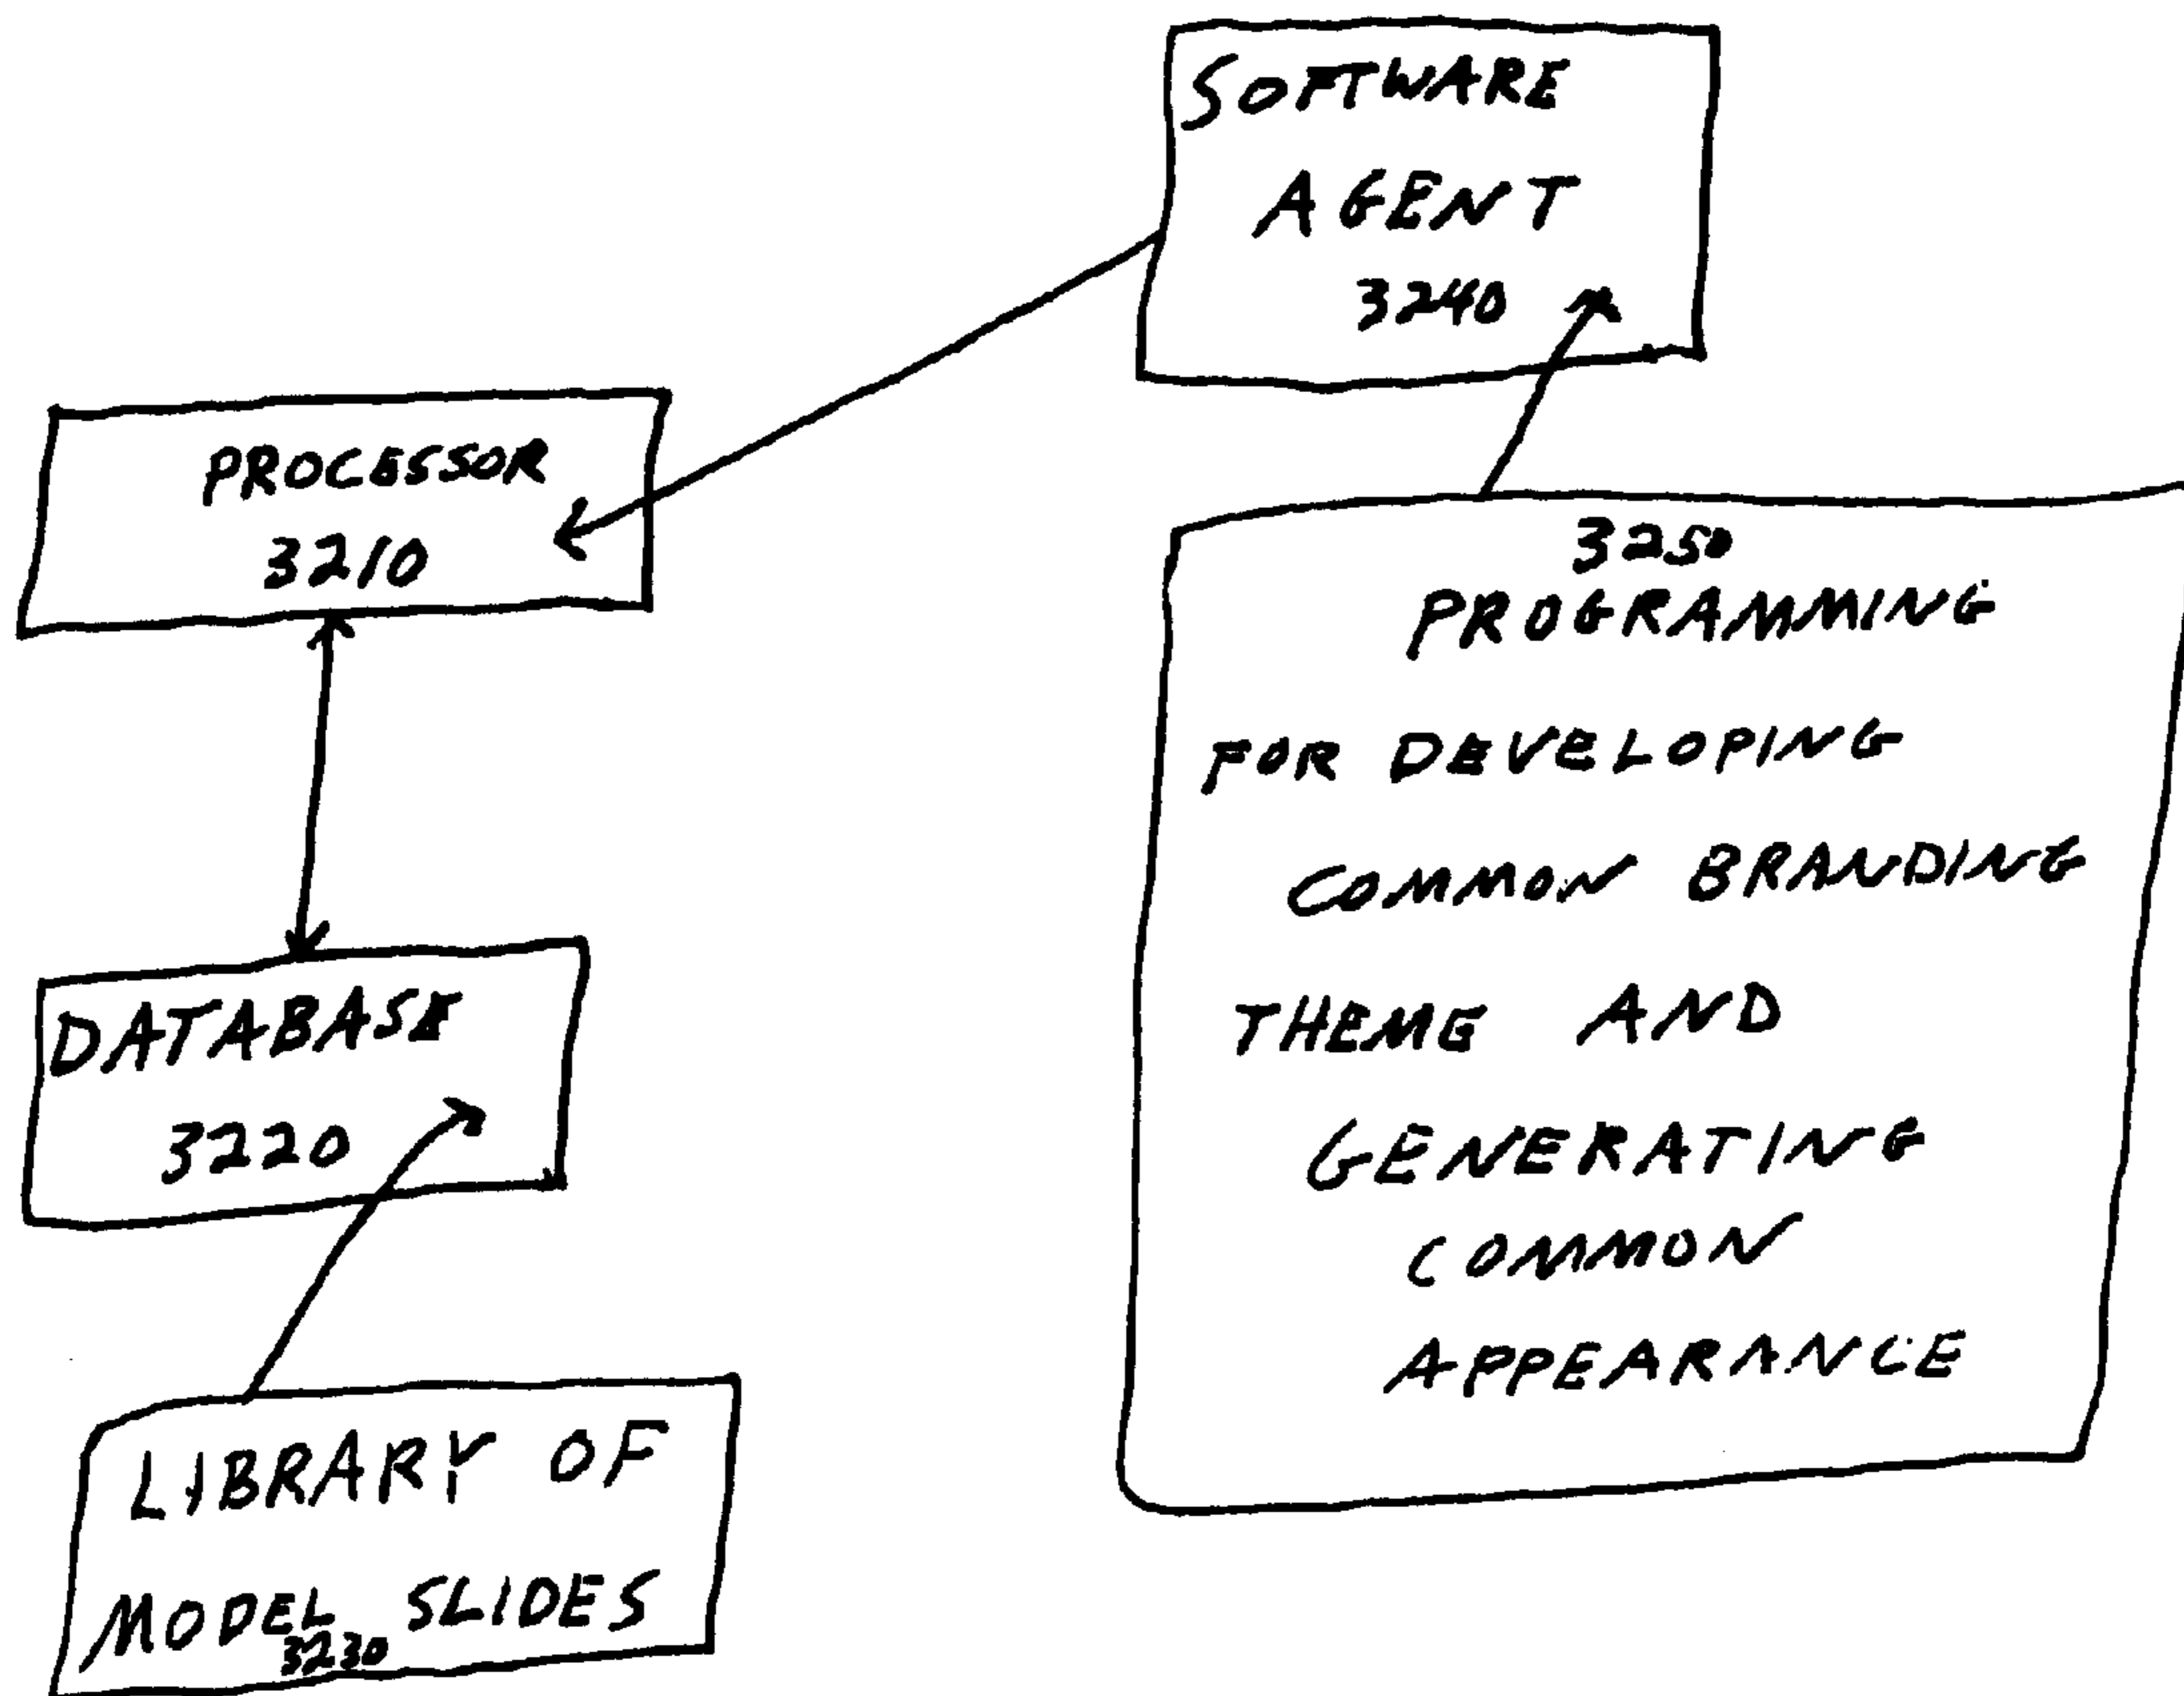 SOFTWARE
AGENT
3240
PROCESSOR
3210
3250
PROGRAMMING
FOR DEVELOPING
COMMON BRANDING
THEME AND
GENERATING
COMMON
APPEARANCE
DATABASE
3220
LIBRARY OF
MODEL SLIDES
3230